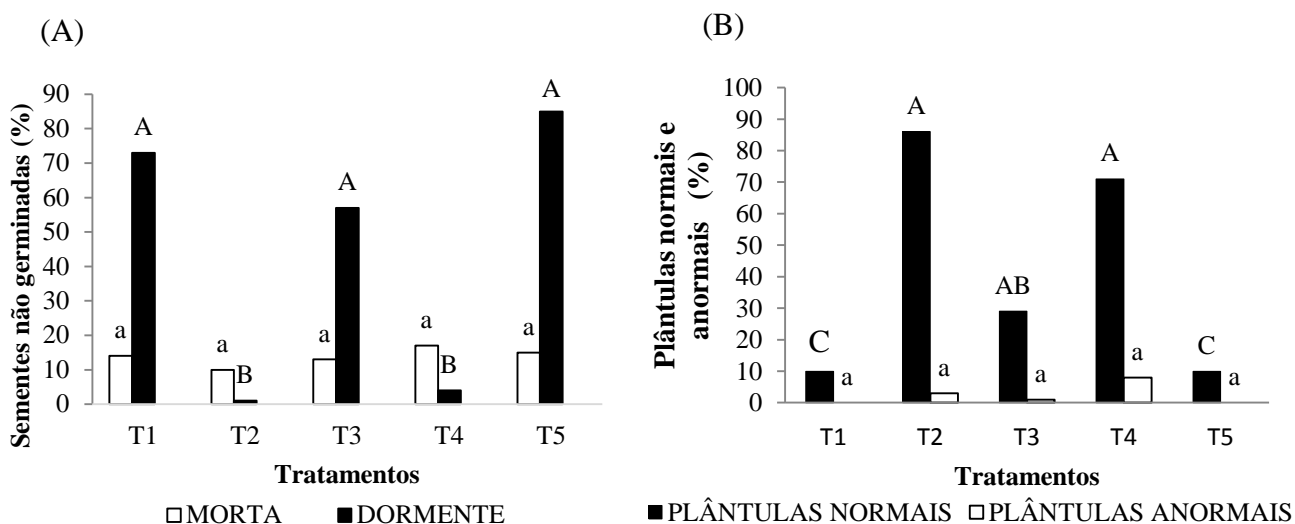 (A)
Sementes não germinadas (%)
90
80
70
60
50
40
30
20
10
0
a
A
a
B
a
A
a
B
a
A
T1
T2
T3
T4
T5
Tratamentos
MORTA
DORMENTE
(B)
Plântulas normais e
anormais (%)
100
90
80
70
60
50
40
30
20
10
0
C
a
A
a
AB
a
A
a
C
a
T1
T2
T3
T4
T5
Tratamentos
PLÂNTULAS NORMAIS
PLÂNTULAS ANORMAIS